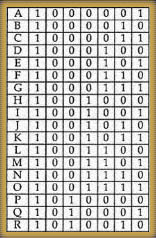 A 1 0 0 0 0 0 1
B 1 0 0 0 0 1 0
C 1 0 0 0 0 1 1
D 1 0 0 0 1 0 0
E 1 0 0 0 1 0 1
F 1 0 0 0 1 1 0
G 1 0 0 0 1 1 1
H 1 0 0 1 0 0 0
I 1 0 0 1 0 0 1
J 1 0 0 1 0 1 0
K 1 0 0 1 0 1 1
L 1 0 0 1 1 0 0
M 1 0 0 1 1 0 1
N 1 0 0 1 1 1 0
O 1 0 0 1 1 1 1
P 1 0 1 0 0 0 0
Q 1 0 1 0 0 0 1
R 1 0 1 0 0 1 0